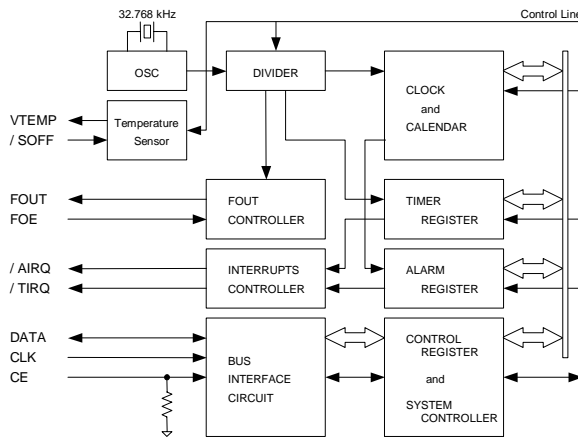 32.768 kHz
Control Line
OSC
DIVIDER
CLOCK
and
CALENDAR
VTEMP
/ SOFF
Temperature
Sensor
FOUT
FOE
FOUT
CONTROLLER
TIMER
REGISTER
/ AIRQ
/ TIRQ
INTERRUPTS
CONTROLLER
ALARM
REGISTER
DATA
CLK
CE
BUS
INTERFACE
CIRCUIT
CONTROL
REGISTER
and
SYSTEM
CONTROLLER